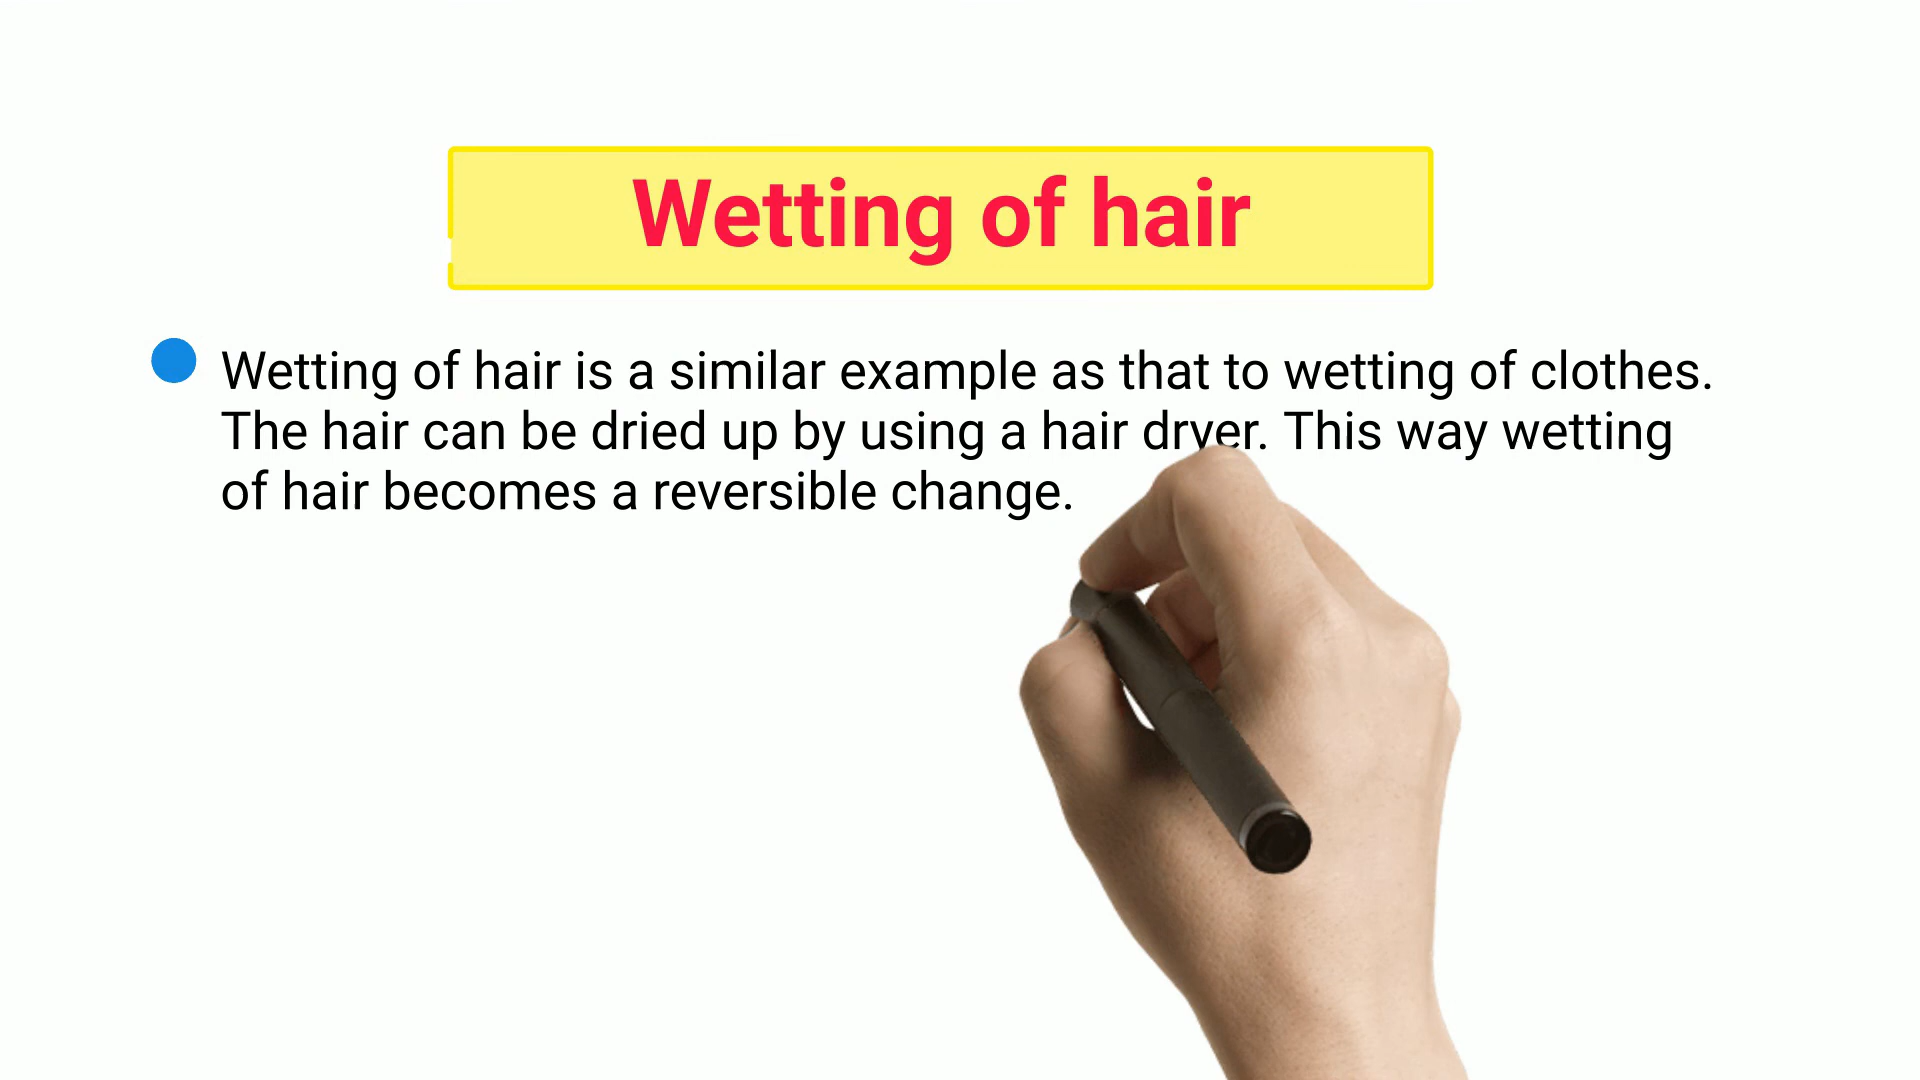 Wetting of hair
Wetting of hair is a similar example as that to wetting of clothes.
The hair can be dried up by using a hair dryer. This way wetting
of hair becomes a reversible change.